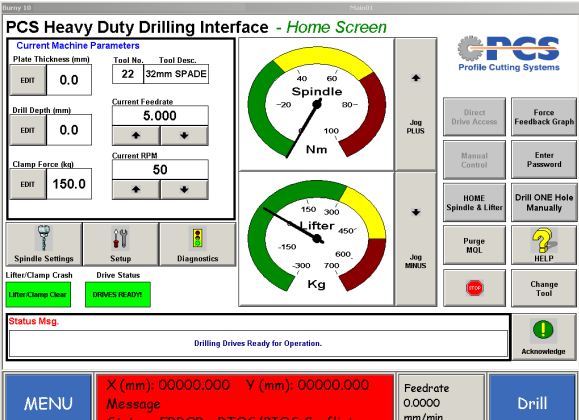 Burny 10
Main01
PCS Heavy Duty Drilling Interface - Home Screen
Current Machine Parameters
Plate Thickness (mm)
EDIT
0.0
Tool No.
22
Tool Desc.
32mm SPADE
Drill Depth (mm)
EDIT
0.0
Current Feedrate
5.000
Clamp Force (kg)
EDIT
150.0
Current RPM
50
Spindle Settings
Setup
Diagnostics
Lifter/Clamp Crash
Lifter/Clamp Clear
Drive Status
DRIVES READY!
40 60
Spindle
20 80
0 100
Nm
150 300
0 450
Lifter
-150 600
-300 700
Kg
Jog
PLUS
Jog
MINUS
PCS
Profile Cutting Systems
Direct
Drive Access
Force
Feedback Graph
Manual
Control
Enter
Password
HOME
Spindle & Lifter
Drill ONE Hole
Manually
Purge
MQL
HELP
STOP
Change
Tool
Status Msg.
Drilling Drives Ready for Operation.
Acknowledge
MENU
X (mm): 00000.000 Y (mm): 00000.000
Message
Feedrate
0.0000
mm/min
Drill